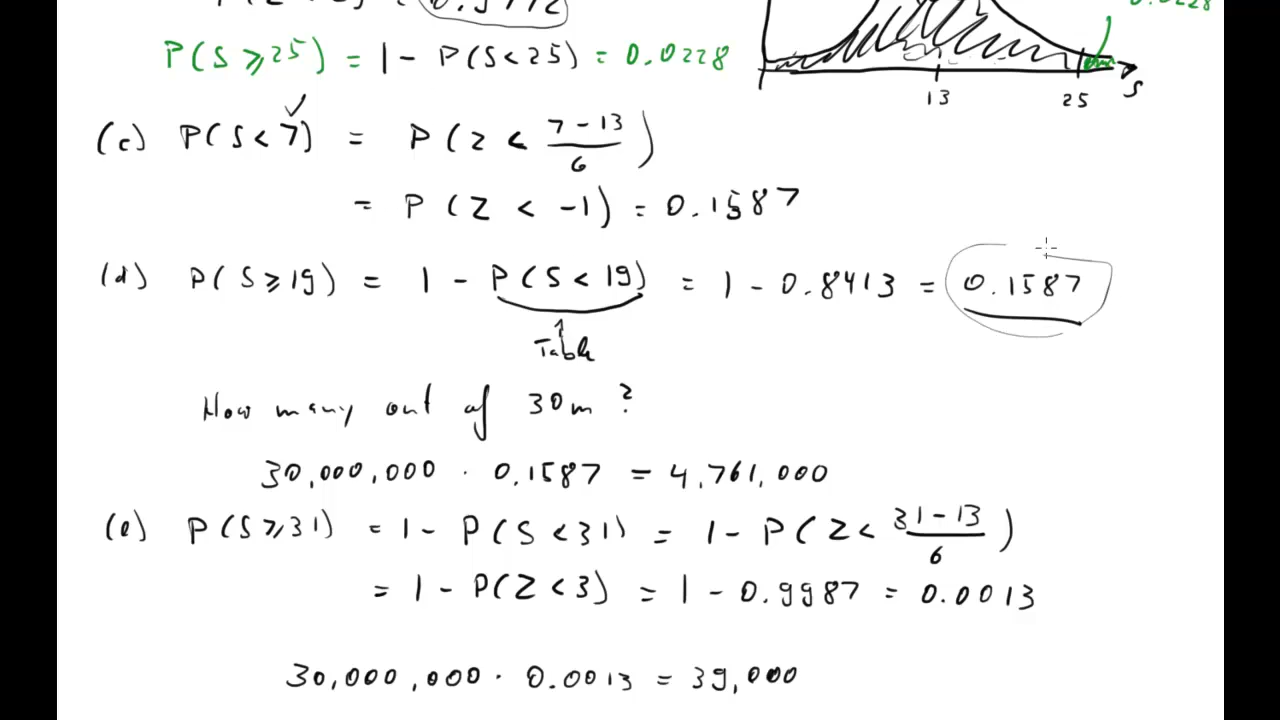 P(S ⩾ 25) = 1 - P(S < 25) = 0.0228
13 25 S
(c) P(S < 7) = P(Z < \frac{7-13}{6})
= P(Z < -1) = 0.1587
(d) P(S ⩾ 19) = 1 - P(S < 19) = 1 - 0.8413 = 0.1587
Table
How many out of 30m?
30,000,000 · 0.1587 = 4,761,000
(e) P(S ⩾ 31) = 1 - P(S < 31) = 1 - P(Z < \frac{31-13}{6})
= 1 - P(Z < 3) = 1 - 0.9987 = 0.0013
30,000,000 · 0.0013 = 39,000